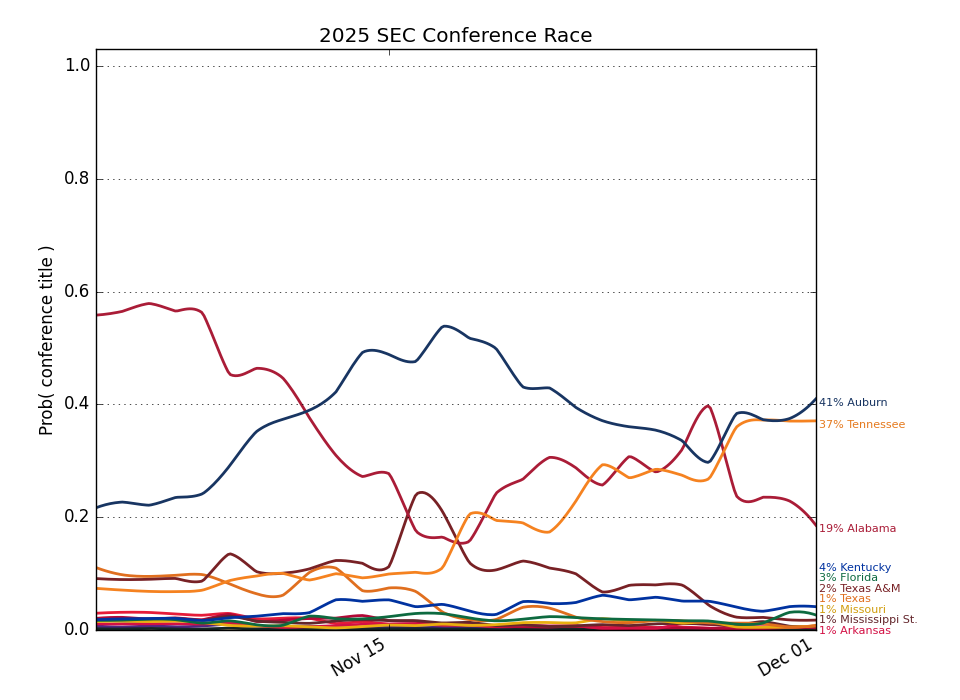 2025 SEC Conference Race
Prob( conference title )
1.0
0.8
0.6
0.4
0.2
0.0
Nov 15
Dec 01
41% Auburn
37% Tennessee
19% Alabama
4% Kentucky
3% Florida
2% Texas A&M
1% Texas
1% Missouri
1% Mississippi St.
1% Arkansas